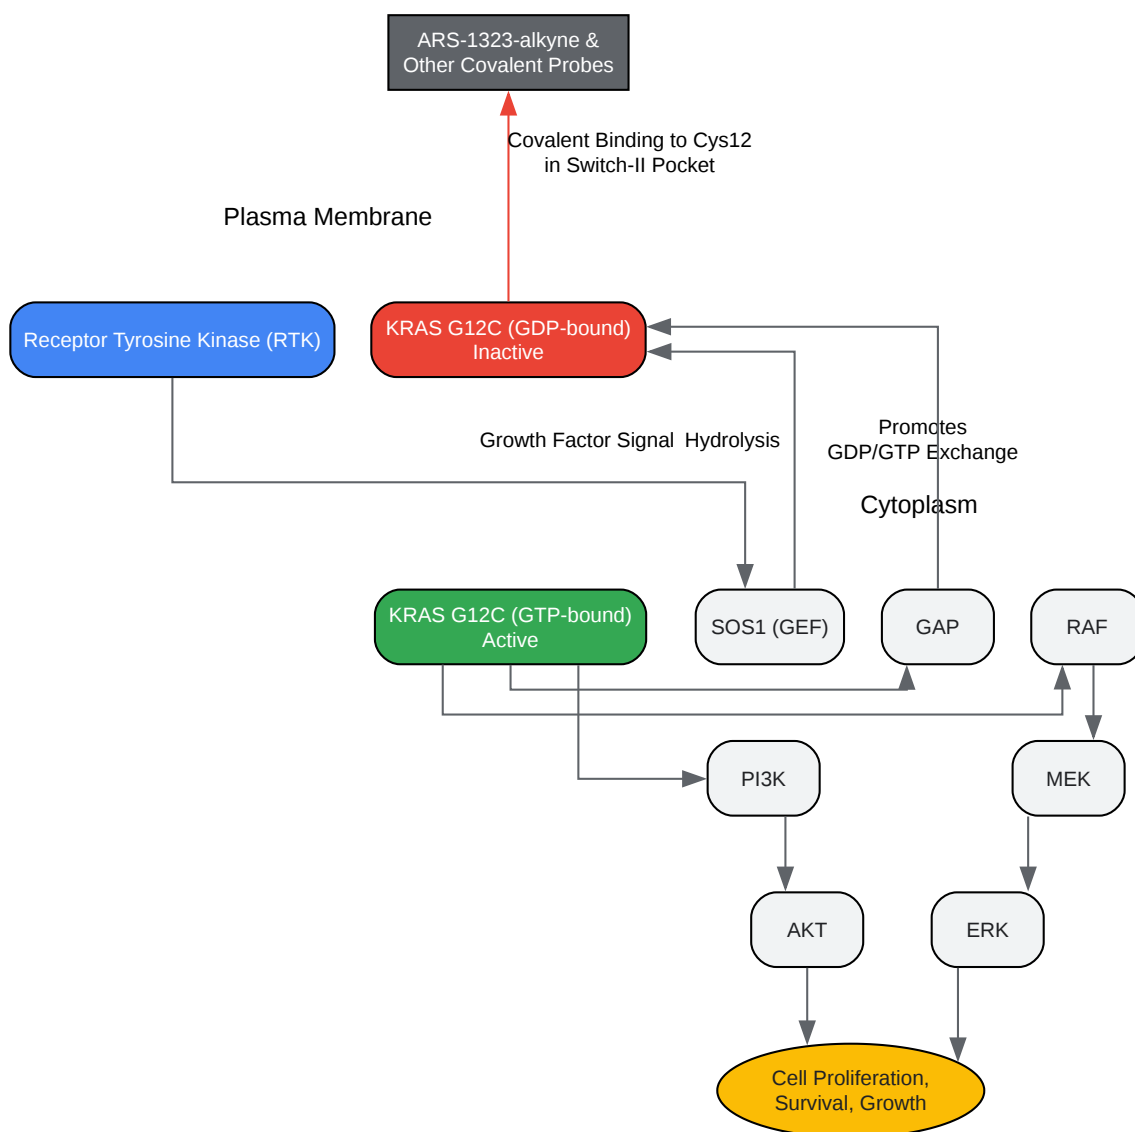 ARS-1323-alkyne &
Other Covalent Probes
Covalent Binding to Cys12
in Switch-II Pocket
Plasma Membrane
Receptor Tyrosine Kinase (RTK)
KRAS G12C (GDP-bound)
Inactive
Growth Factor Signal  Hydrolysis
Promotes
GDP/GTP Exchange
Cytoplasm
KRAS G12C (GTP-bound)
Active
SOS1 (GEF)
GAP
RAF
PI3K
MEK
AKT
ERK
Cell Proliferation,
Survival, Growth